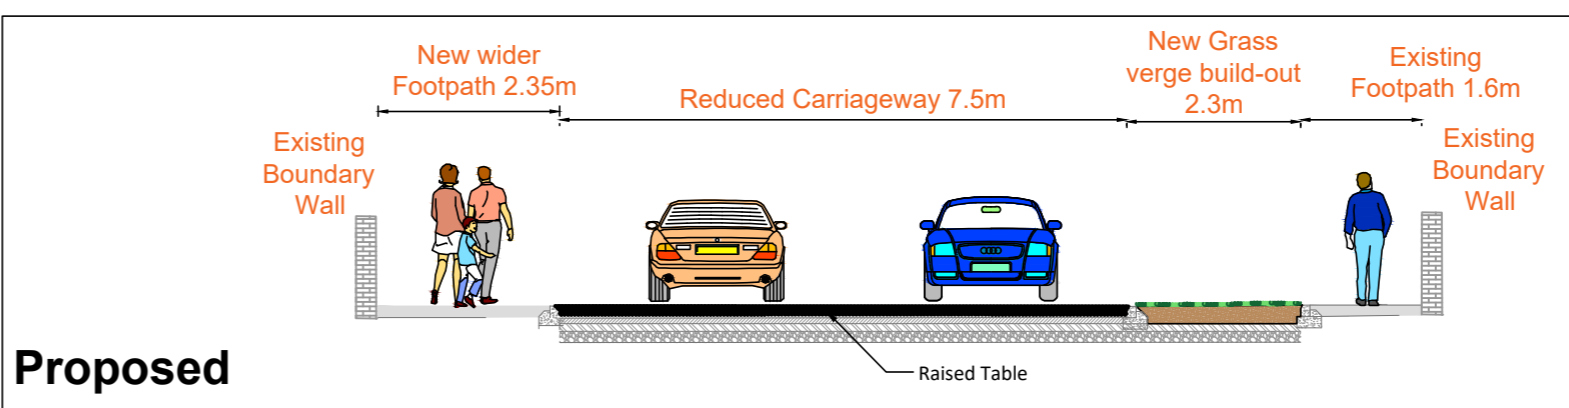 New wider
Footpath 2.35m
Reduced Carriageway 7.5m
New Grass
verge build-out
2.3m
Existing
Footpath 1.6m
Existing
Boundary
Wall
Existing
Boundary
Wall
Raised Table
Proposed